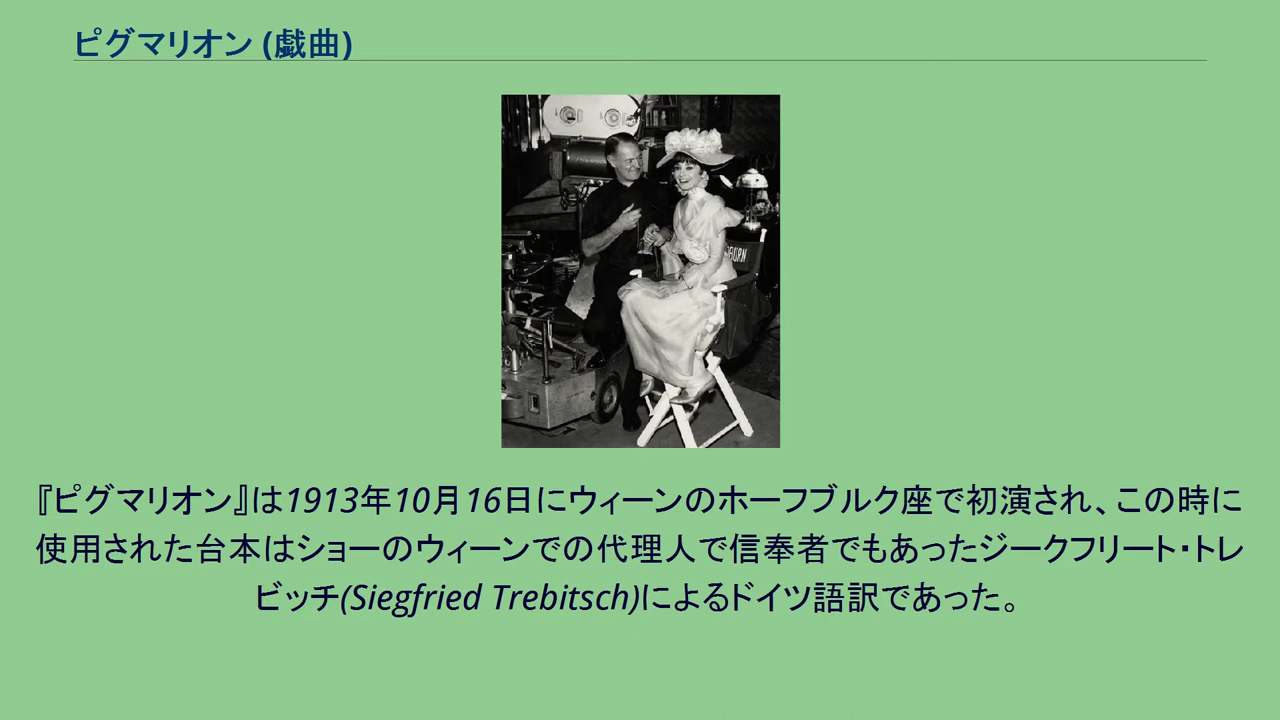 ピグマリオン (戯曲)
『ピグマリオン』は1913年10月16日にウィーンのホーフブルク座で初演され、この時に
使用された台本はショーのウィーンでの代理人で信奉者でもあったジークフリート・トレ
ビッチ(Siegfried Trebitsch)によるドイツ語訳であった。